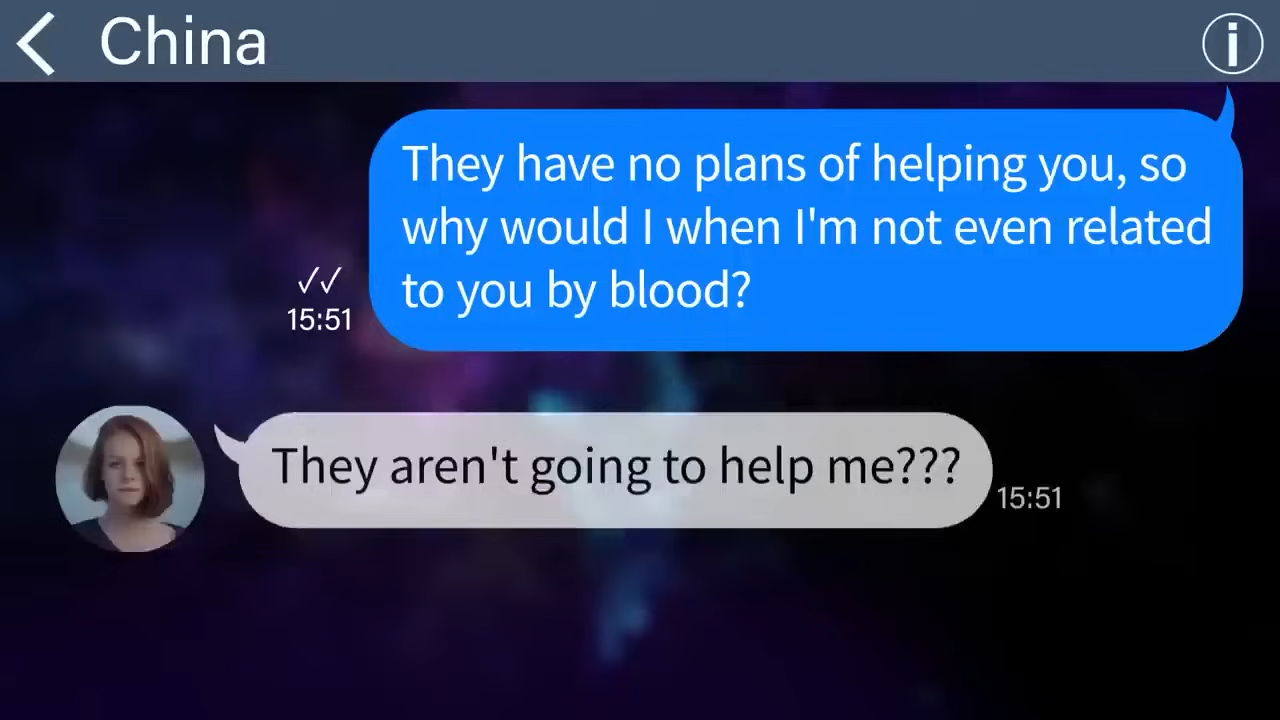 China
They have no plans of helping you, so
why would I when I'm not even related
to you by blood?
✓✓
15:51
They aren't going to help me???
15:51